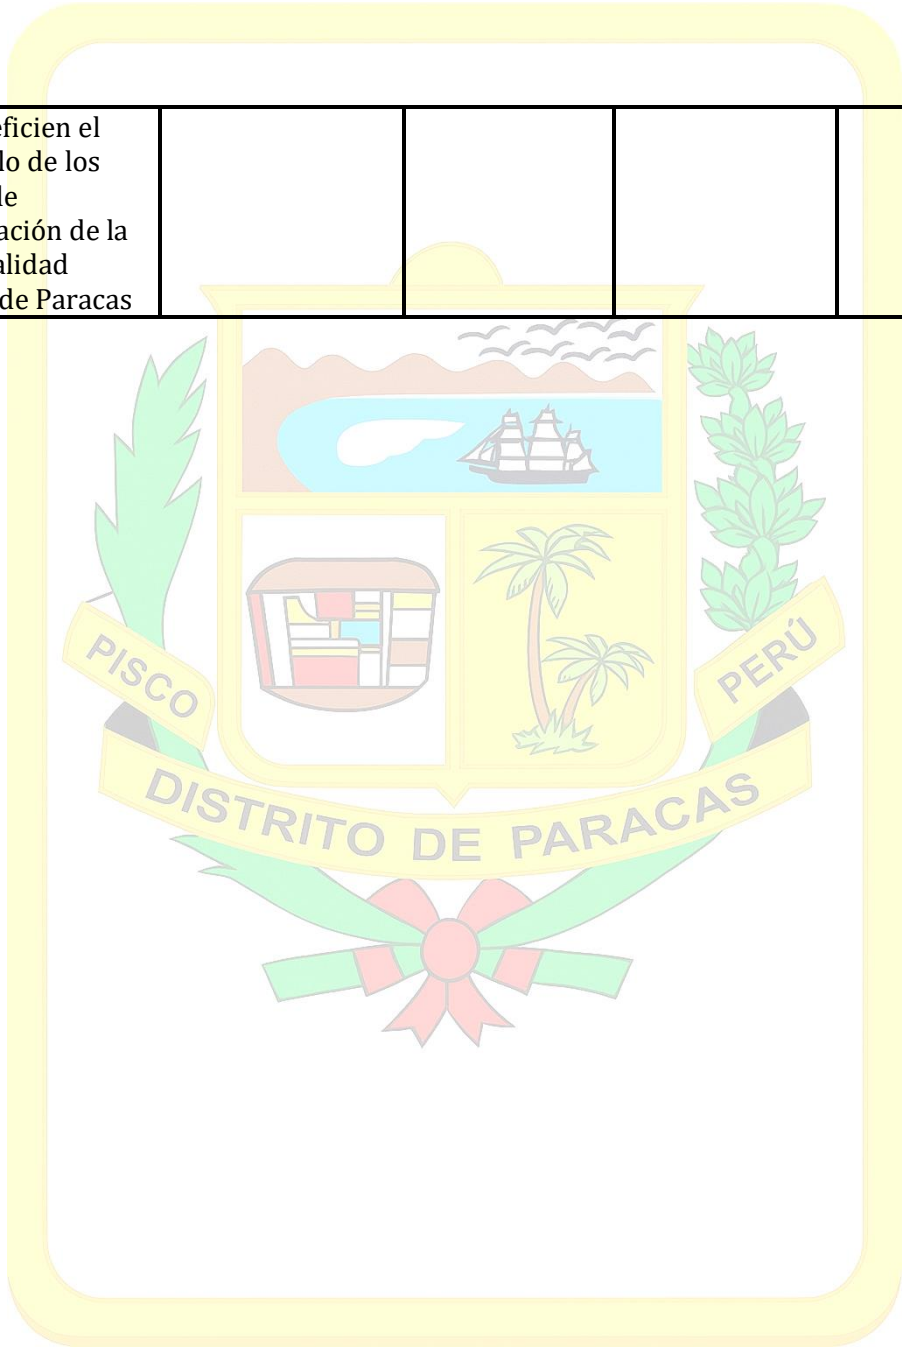 eficien el
lo de los
le
ación de la
alidad
de Paracas
PISCO
PERÚ
DISTRITO DE PARACAS